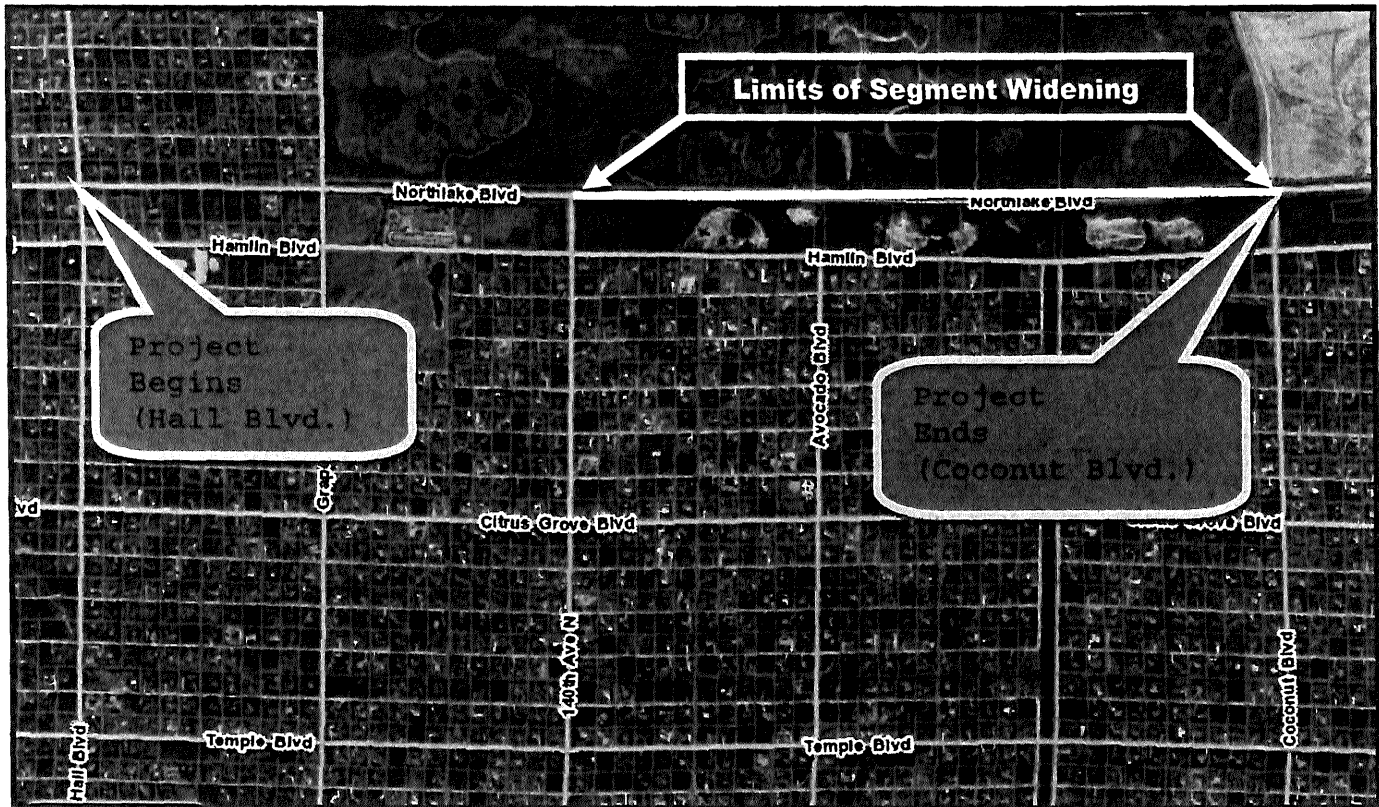 Limits of Segment Widening
Northlake Blvd
Northlake Blvd
Hamlin Blvd
Hamlin Blvd
Project
Begins
(Hall Blvd.)
Avocado Blvd
Project
Ends
(Coconut Blvd.)
vd
Citrus Grove Blvd
Grove Blvd
140th Ave N
Hall Blvd
Temple Blvd
Temple Blvd
Coconut Blvd